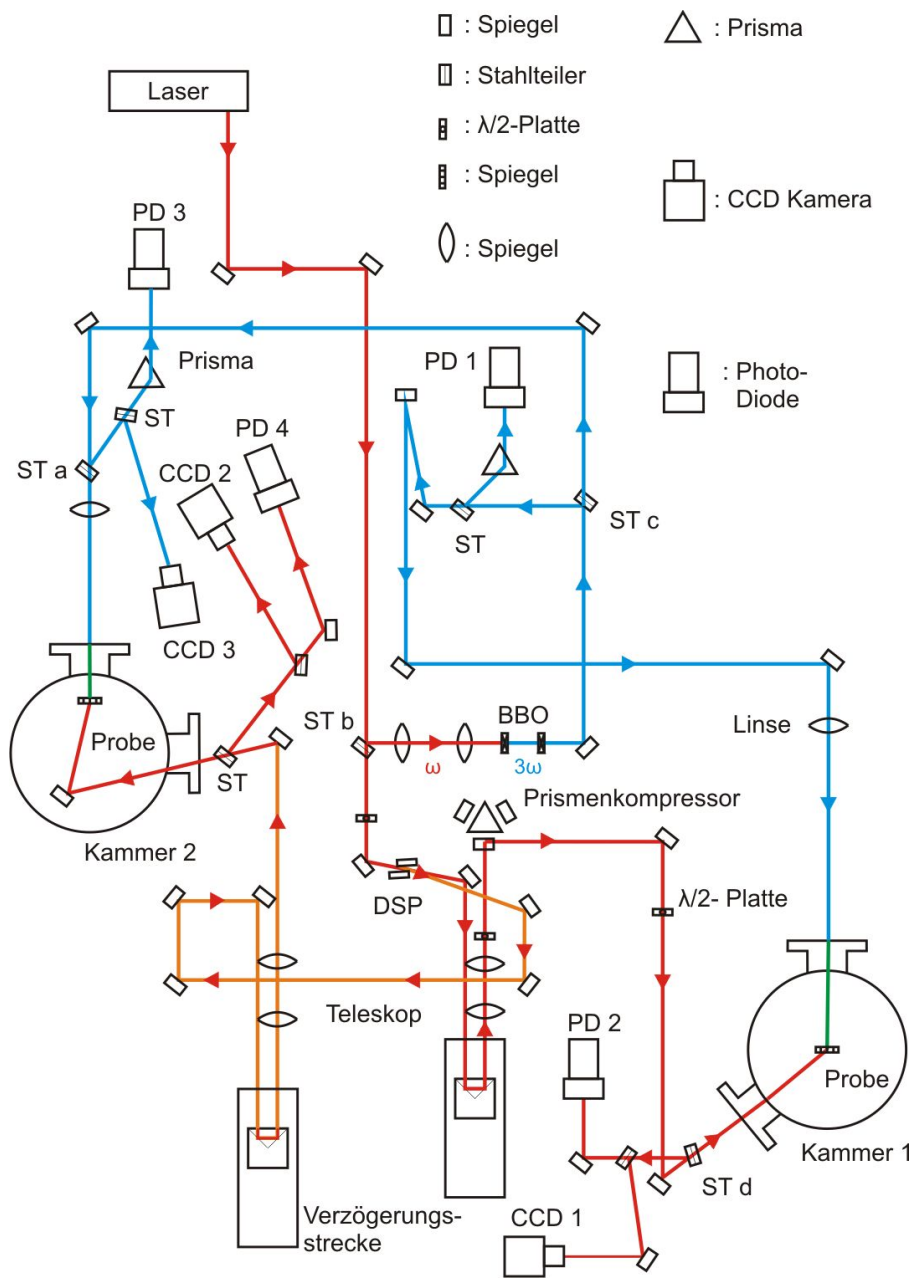 : Spiegel
: Prisma
: Stahlteiler
Laser
: λ/2-Platte
: Spiegel
: CCD Kamera
PD 3
: Spiegel
Prisma
PD 1
: Photo-
Diode
ST
PD 4
ST a
CCD 2
ST c
ST
CCD 3
ST b
BBO
Linse
Probe
ω
3ω
ST
Prismenkompressor
Kammer 2
λ/2- Platte
DSP
Teleskop
PD 2
Probe
Kammer 1
ST d
Verzögerungs-
strecke
CCD 1